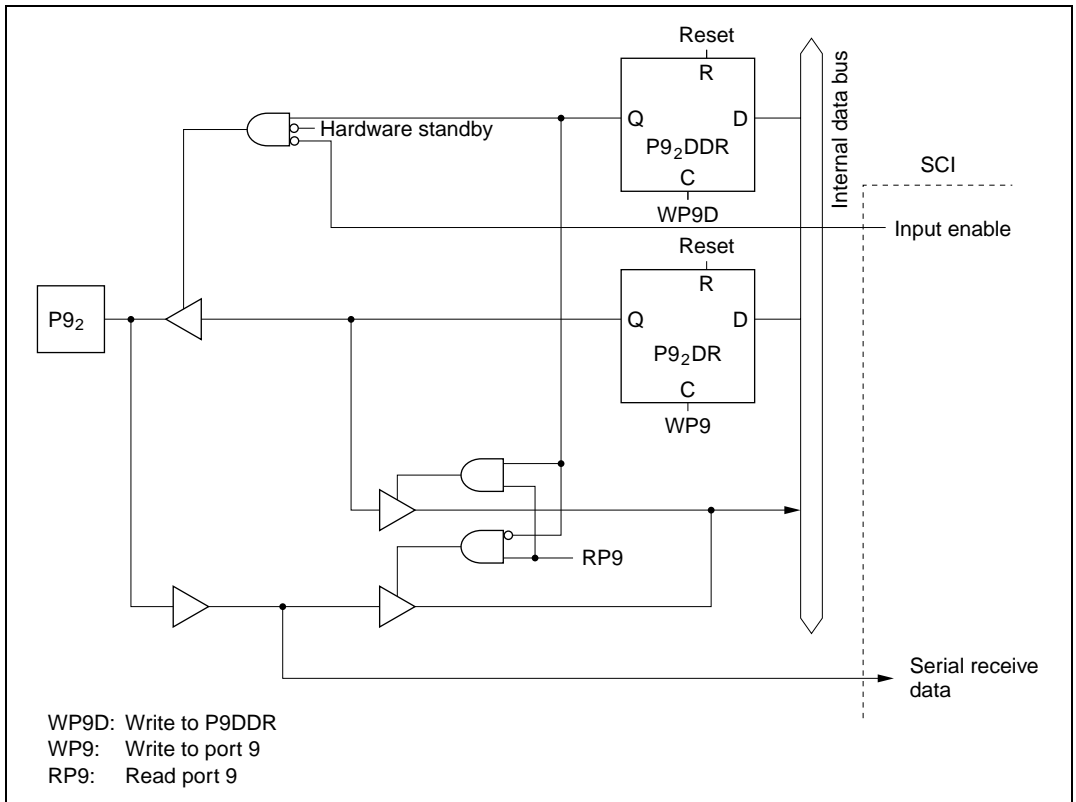 Reset
R
Q
D
P9₂DDR
C
WP9D
Hardware standby
Internal data bus
SCI
Input enable
Reset
R
Q
D
P9₂DR
C
WP9
P9₂
RP9
Serial receive
data
WP9D: Write to P9DDR
WP9: Write to port 9
RP9: Read port 9